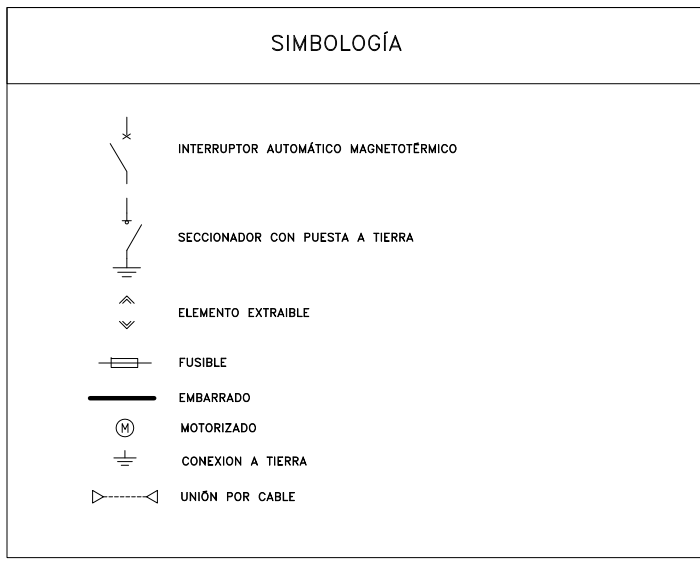 SIMBOLOGÍA
INTERRUPTOR AUTOMÁTICO MAGNETOTÉRMICO
SECCIONADOR CON PUESTA A TIERRA
ELEMENTO EXTRAIBLE
FUSIBLE
EMBARRADO
M MOTORIZADO
CONEXION A TIERRA
UNIÓN POR CABLE